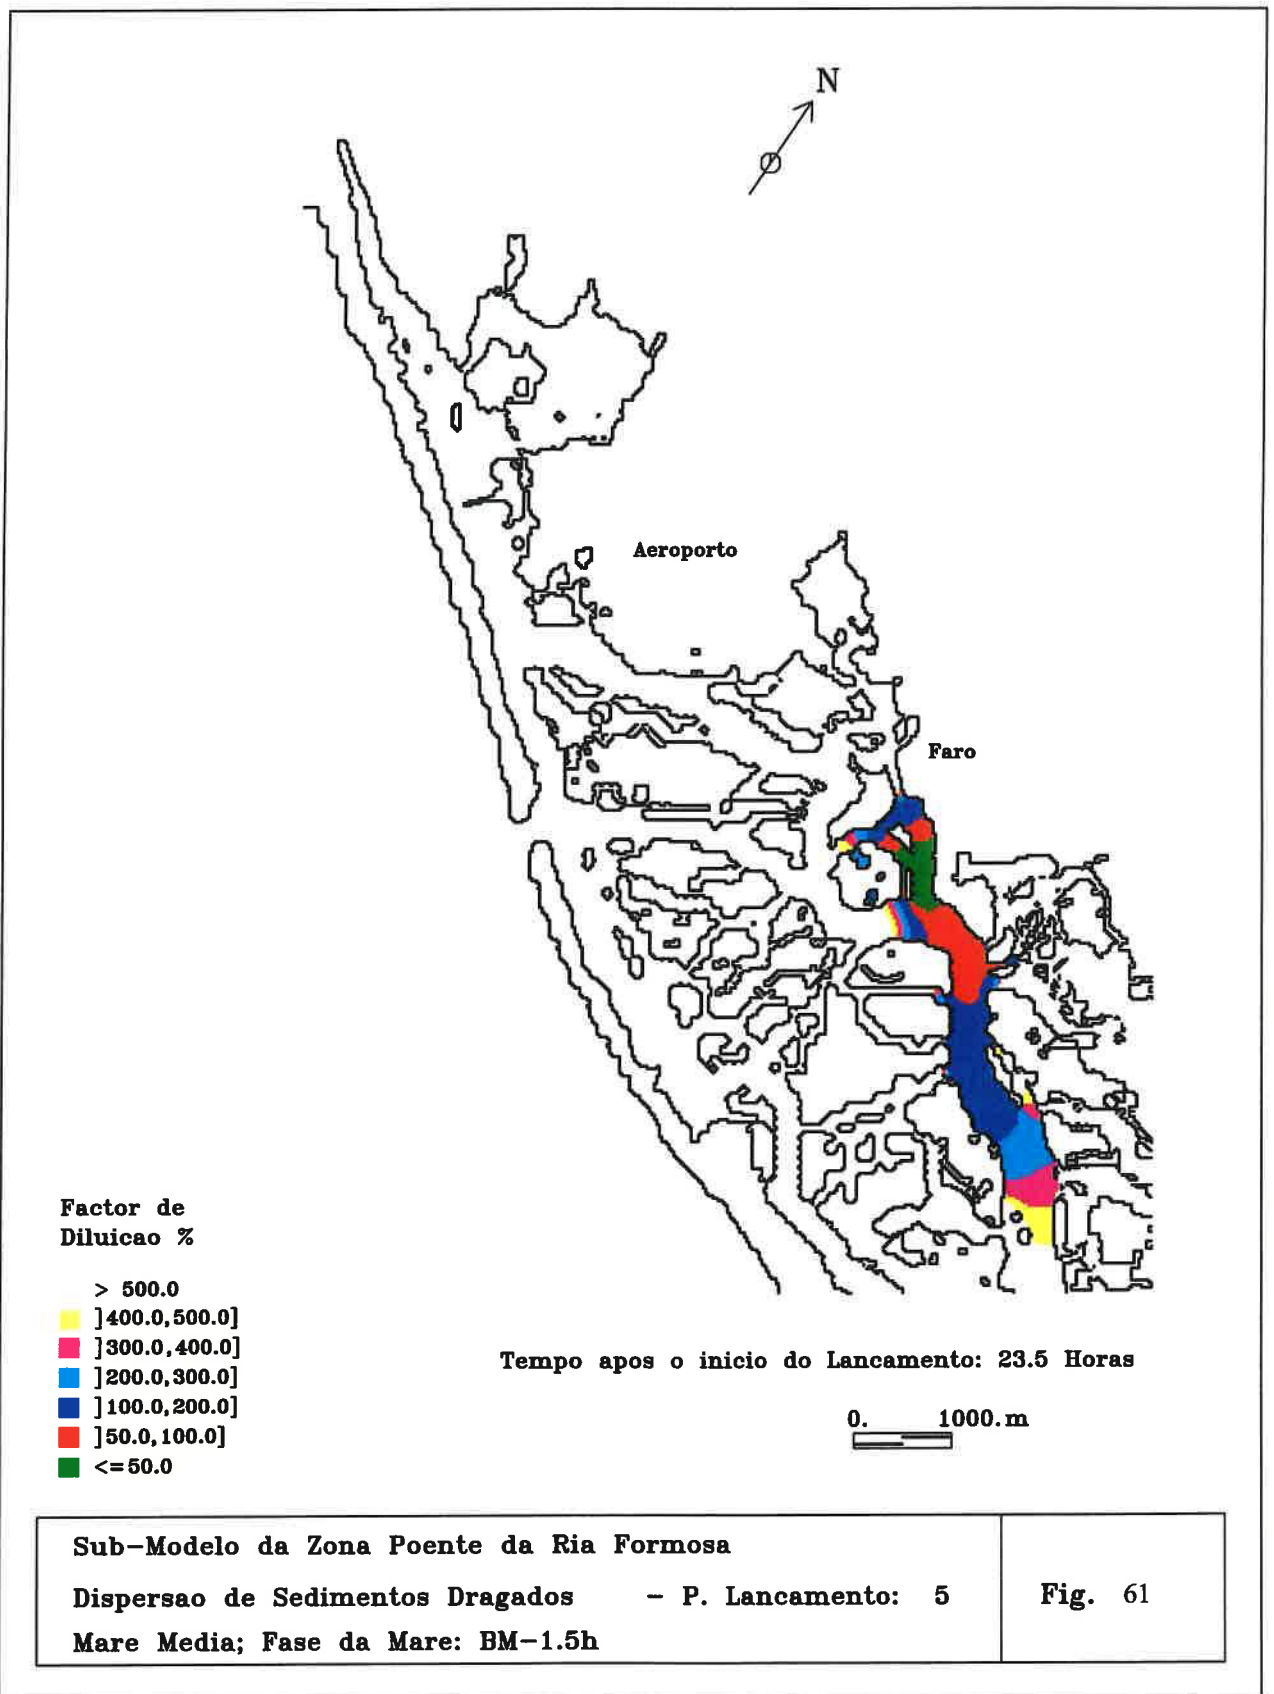 N
Aeroporto
Faro
Factor de
Diluicao %
> 500.0
]400.0,500.0]
]300.0,400.0]
]200.0,300.0]
]100.0,200.0]
]50.0,100.0]
<=50.0
Tempo apos o inicio do Lancamento: 23.5 Horas
0. 1000.m
Sub-Modelo da Zona Poente da Ria Formosa
Dispersao de Sedimentos Dragados - P. Lancamento: 5
Mare Media; Fase da Mare: BM-1.5h
Fig. 61